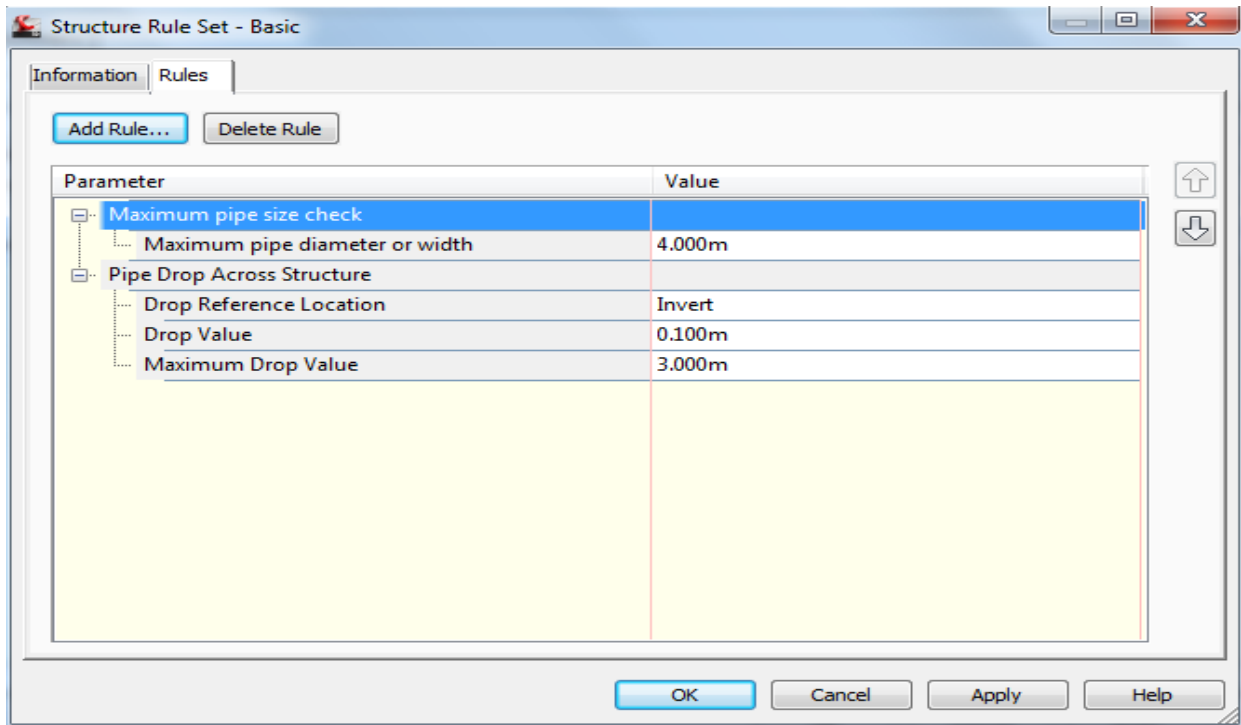 Structure Rule Set - Basic
Information Rules
Add Rule... Delete Rule
Parameter Value
Maximum pipe size check
Maximum pipe diameter or width 4.000m
Pipe Drop Across Structure
Drop Reference Location Invert
Drop Value 0.100m
Maximum Drop Value 3.000m
OK Cancel Apply Help